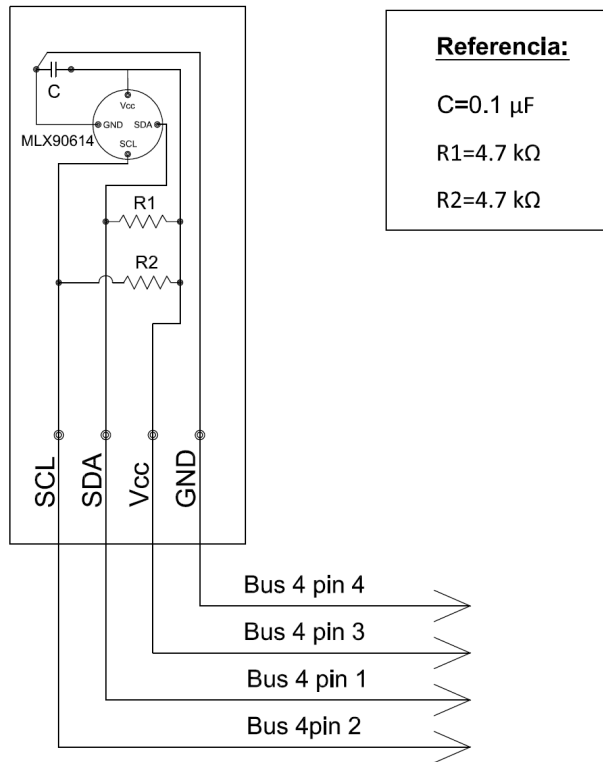 C
Vcc
GND
SDA
SCL
MLX90614
R1
R2
SCL
SDA
Vcc
GND
Bus 4 pin 4
Bus 4 pin 3
Bus 4 pin 1
Bus 4pin 2
Referencia:
C=0.1 μF
R1=4.7 kΩ
R2=4.7 kΩ